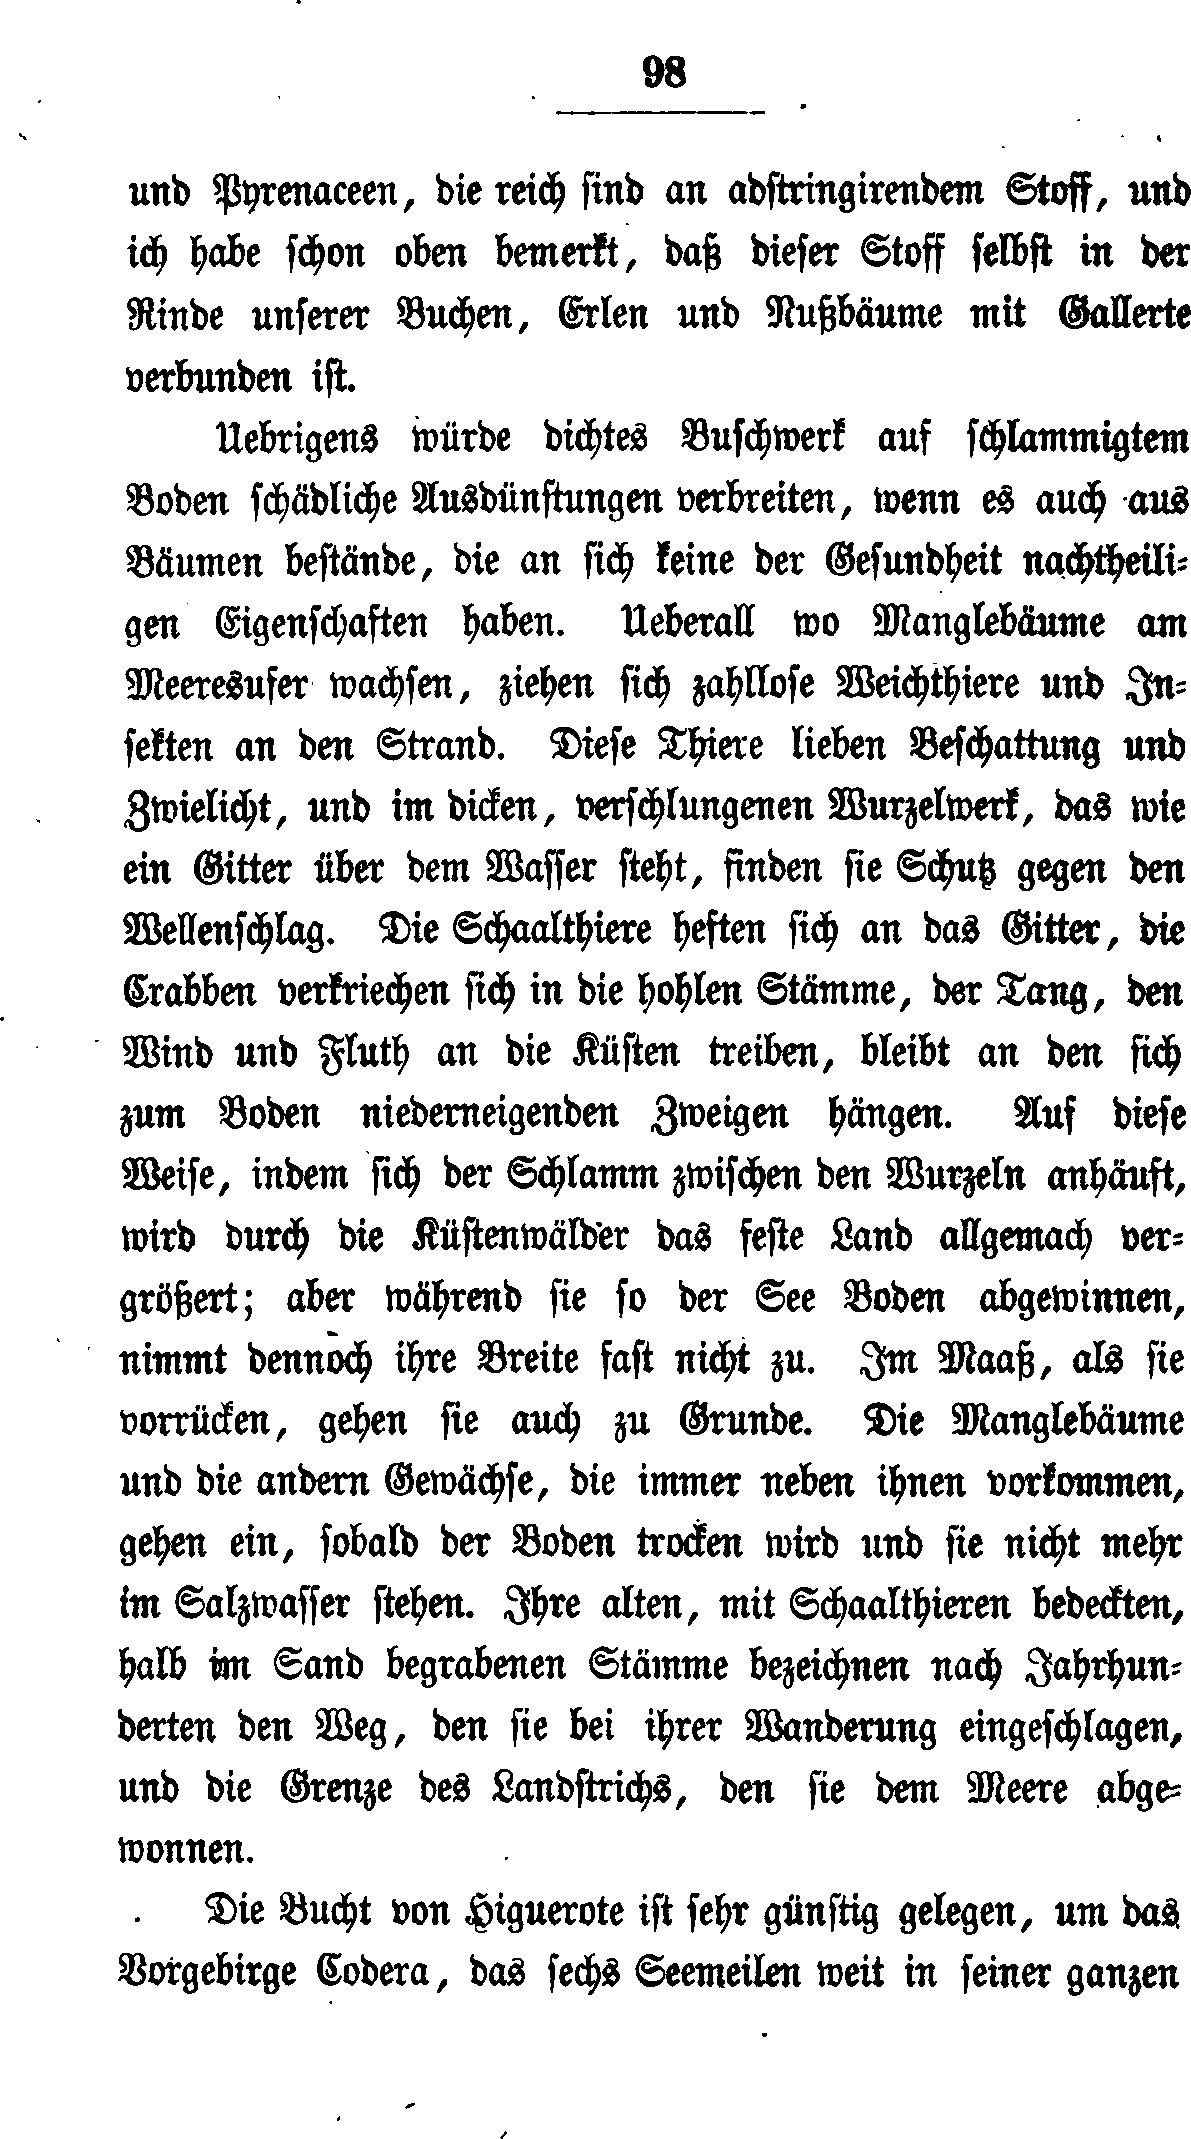 98
und Pyrenaceen, die reich sind an adstringirendem Stoff, und
ich habe schon oben bemerkt, daß dieser Stoff selbst in der
Rinde unserer Buchen, Erlen und Nußbäume mit Gallerte
verbunden ist.
Uebrigens würde dichtes Buschwerk auf schlammigtem
Boden schädliche Ausdünstungen verbreiten, wenn es auch aus
Bäumen bestände, die an sich keine der Gesundheit nachtheili-
gen Eigenschaften haben. Ueberall wo Manglebäume am
Meeresufer wachsen, ziehen sich zahllose Weichthiere und In-
sekten an den Strand. Diese Thiere lieben Beschattung und
Zwielicht, und im dicken, verschlungenen Wurzelwerk, das wie
ein Gitter über dem Wasser steht, finden sie Schutz gegen den
Wellenschlag. Die Schaalthiere heften sich an das Gitter, die
Crabben verkriechen sich in die hohlen Stämme, der Tang, den
Wind und Fluth an die Küsten treiben, bleibt an den sich
zum Boden niederneigenden Zweigen hängen. Auf diese
Weise, indem sich der Schlamm zwischen den Wurzeln anhäuft,
wird durch die Küstenwälder das feste Land allgemach ver-
größert; aber während sie so der See Boden abgewinnen,
nimmt dennoch ihre Breite fast nicht zu. Im Maaß, als sie
vorrücken, gehen sie auch zu Grunde. Die Manglebäume
und die andern Gewächse, die immer neben ihnen vorkommen,
gehen ein, sobald der Boden trocken wird und sie nicht mehr
im Salzwasser stehen. Ihre alten, mit Schaalthieren bedeckten,
halb im Sand begrabenen Stämme bezeichnen nach Jahrhun-
derten den Weg, den sie bei ihrer Wanderung eingeschlagen,
und die Grenze des Landstrichs, den sie dem Meere abge-
wonnen.
Die Bucht von Higuerote ist sehr günstig gelegen, um das
Vorgebirge Codera, das sechs Seemeilen weit in seiner ganzen